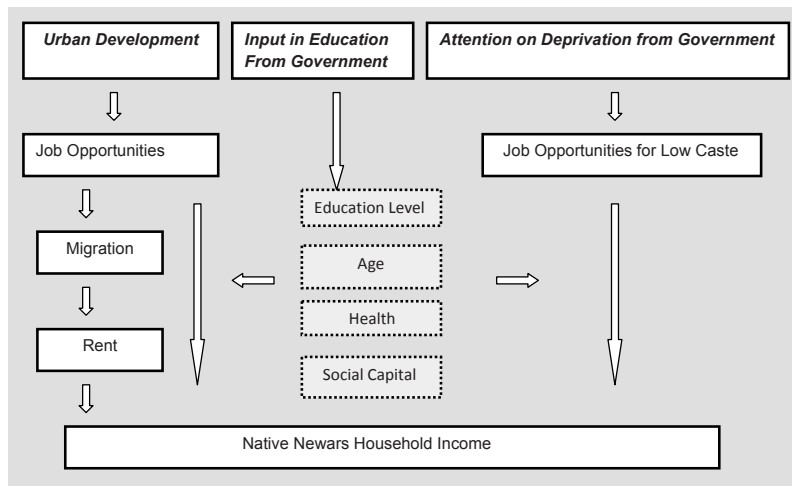 Urban Development
Input in Education
From Government
Attention on Deprivation from Government
Job Opportunities
Job Opportunities for Low Caste
Education Level
Migration
Age
Health
Rent
Social Capital
Native Newars Household Income